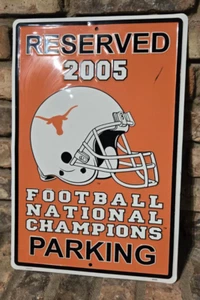 RESERVED
2005
FOOTBALL
NATIONAL
CHAMPIONS
PARKING